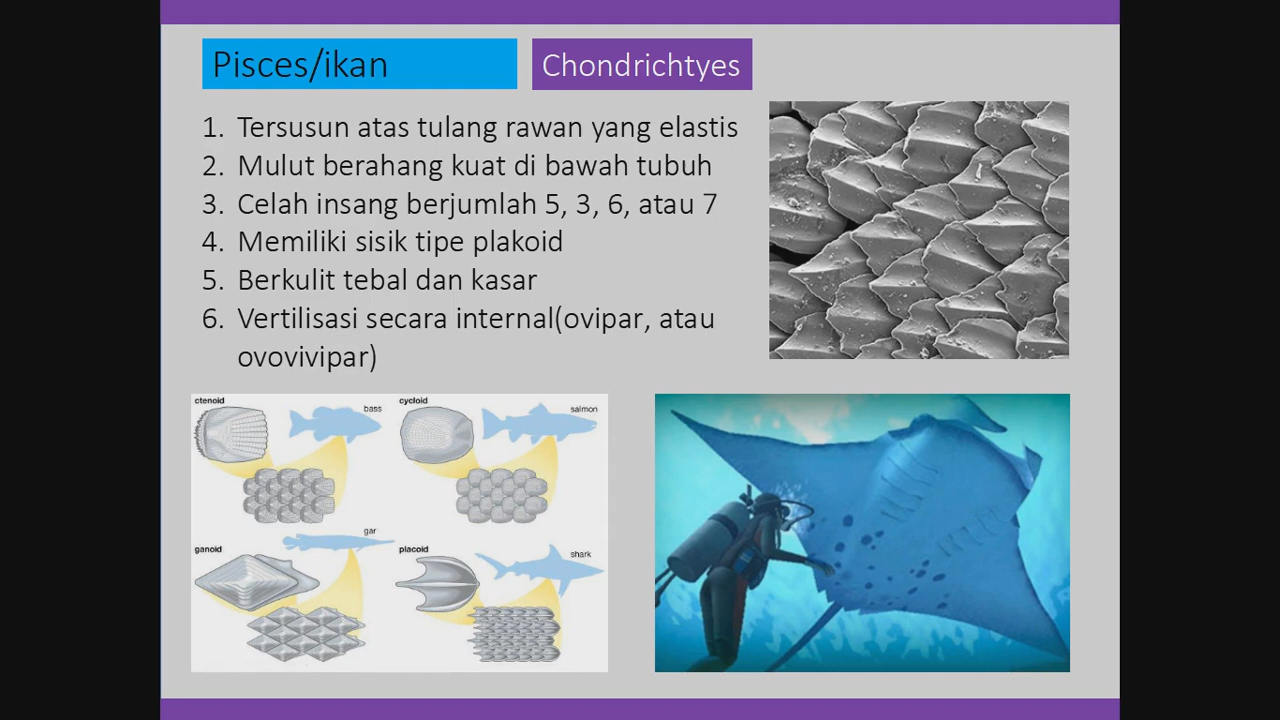 Pisces/ikan
Chondrichtyes
1. Tersusun atas tulang rawan yang elastis
2. Mulut berahang kuat di bawah tubuh
3. Celah insang berjumlah 5, 3, 6, atau 7
4. Memiliki sisik tipe plakoid
5. Berkulit tebal dan kasar
6. Vertilisasi secara internal(ovipar, atau
ovovivipar)
ctenoid
bass
cycloid
salmon
ganoid
gar
placoid
shark